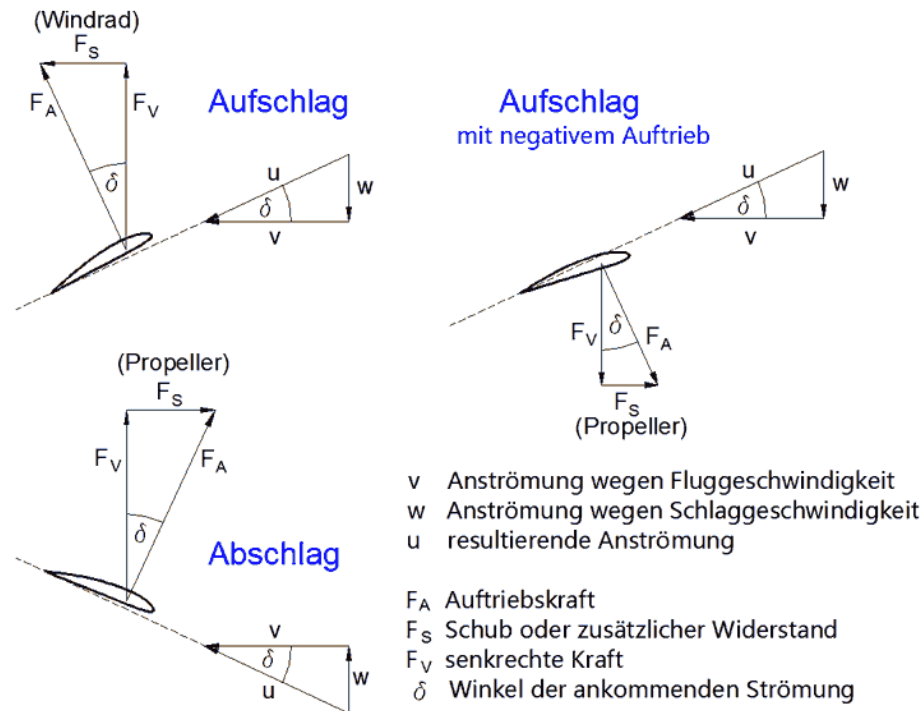 (Windrad)
F_S
F_A
F_V
δ
Aufschlag
u
δ
v
w
Aufschlag
mit negativem Auftrieb
u
δ
v
w
F_V
δ
F_A
F_S
(Propeller)
(Propeller)
F_S
F_V
F_A
δ
Abschlag
v
δ
u
w
v Anströmung wegen Fluggeschwindigkeit
w Anströmung wegen Schlaggeschwindigkeit
u resultierende Anströmung
F_A Auftriebskraft
F_S Schub oder zusätzlicher Widerstand
F_V senkrechte Kraft
δ Winkel der ankommenden Strömung